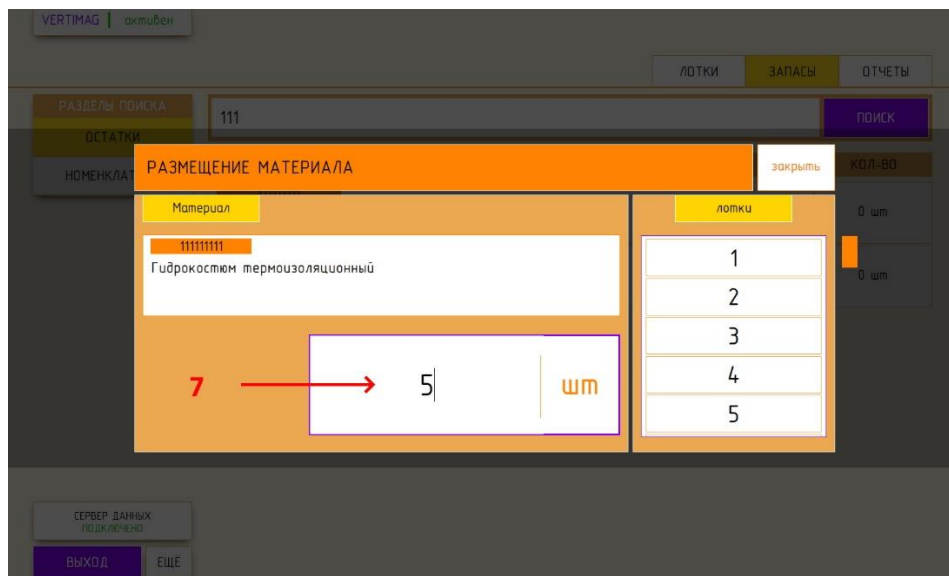 VERTIMAG | активен
ЛОТКИ ЗАПАСЫ ОТЧЕТЫ
РАЗДЕЛЫ ПОИСКА
111
ПОИСК
ОСТАТКИ
НОМЕНКЛАТ
КОЛ-ВО
РАЗМЕЩЕНИЕ МАТЕРИАЛА
закрыть
Материал
лотки
0 шт
111111111
Гидрокостюм термоизоляционный
1
2
3
4
5
0 шт
7
5
шт
СЕРВЕР ДАННЫХ
ПОДКЛЮЧЕНО
ВЫХОД
ЕЩЁ